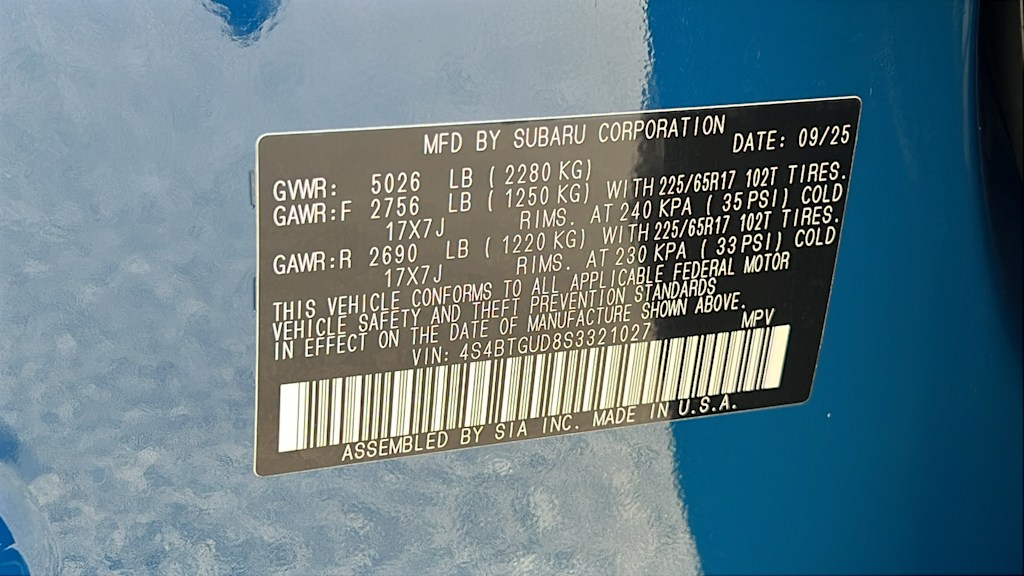 MFD BY SUBARU CORPORATION DATE: 09/25
GVWR: 5026 LB ( 2280 KG)
GAWR:F 2756 LB ( 1250 KG) WITH 225/65R17 102T TIRES.
17X7J RIMS. AT 240 KPA ( 35 PSI) COLD
GAWR:R 2690 LB ( 1220 KG) WITH 225/65R17 102T TIRES.
17X7J RIMS. AT 230 KPA ( 33 PSI) COLD
THIS VEHICLE CONFORMS TO ALL APPLICABLE FEDERAL MOTOR
VEHICLE SAFETY AND THEFT PREVENTION STANDARDS
IN EFFECT ON THE DATE OF MANUFACTURE SHOWN ABOVE.
VIN: 4S4BTGUD8S3321027 MPV
ASSEMBLED BY SIA INC. MADE IN U.S.A.